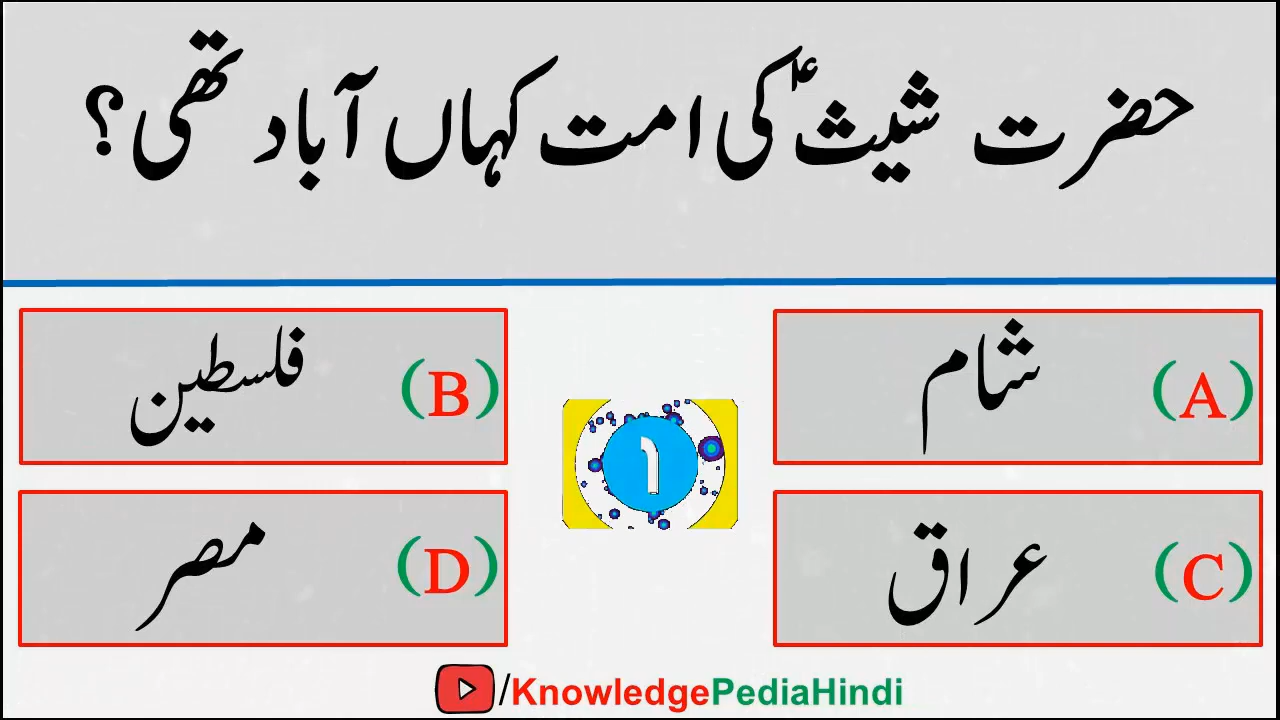 حضرت شیثؑ کی امت کہاں آباد تھی؟
(A) شام
(B) فلسطین
۱
(C) عراق
(D) مصر
/KnowledgePediaHindi